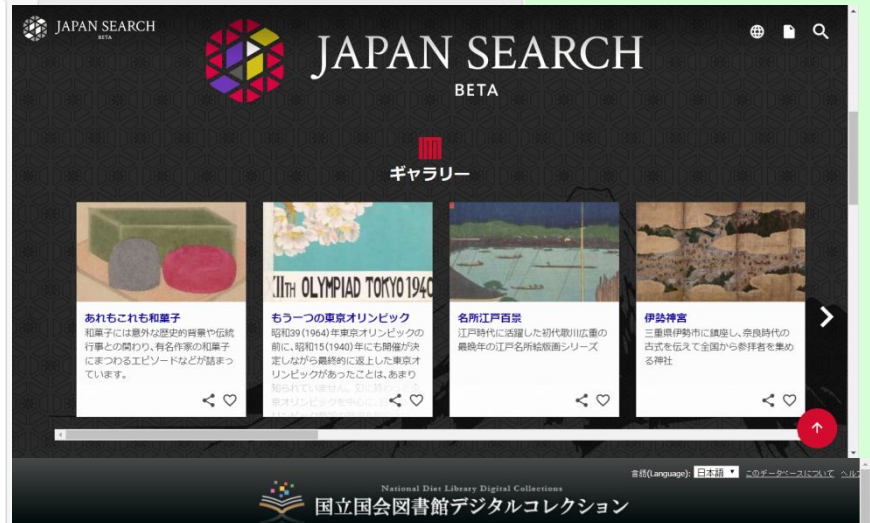 JAPAN SEARCH
BETA
JAPAN SEARCH
BETA
ギャラリー
XIITH OLYMPIAD TOKYO 1940
あれもこれも和菓子
和菓子には意外な歴史的背景や伝統
行事との関わり、有名作家の和菓子
にまつわるエピソードなどが詰まっ
ています。
もう一つの東京オリンピック
昭和39(1964)年東京オリンピックの
前に、昭和15(1940)年にも開催が決
定しながら最終的に返上した東京オ
リンピックがあったことは、あまり
知られていません。
名所江戸百景
江戸時代に活躍した初代歌川広重の
最晩年の江戸名所絵版画シリーズ
伊勢神宮
三重県伊勢市に鎮座し、奈良時代の
古式を伝えて全国から参拝者を集め
る神社
言語(Language): 日本語 このデータベースについて ヘル
National Diet Library Digital Collections
国立国会図書館デジタルコレクション